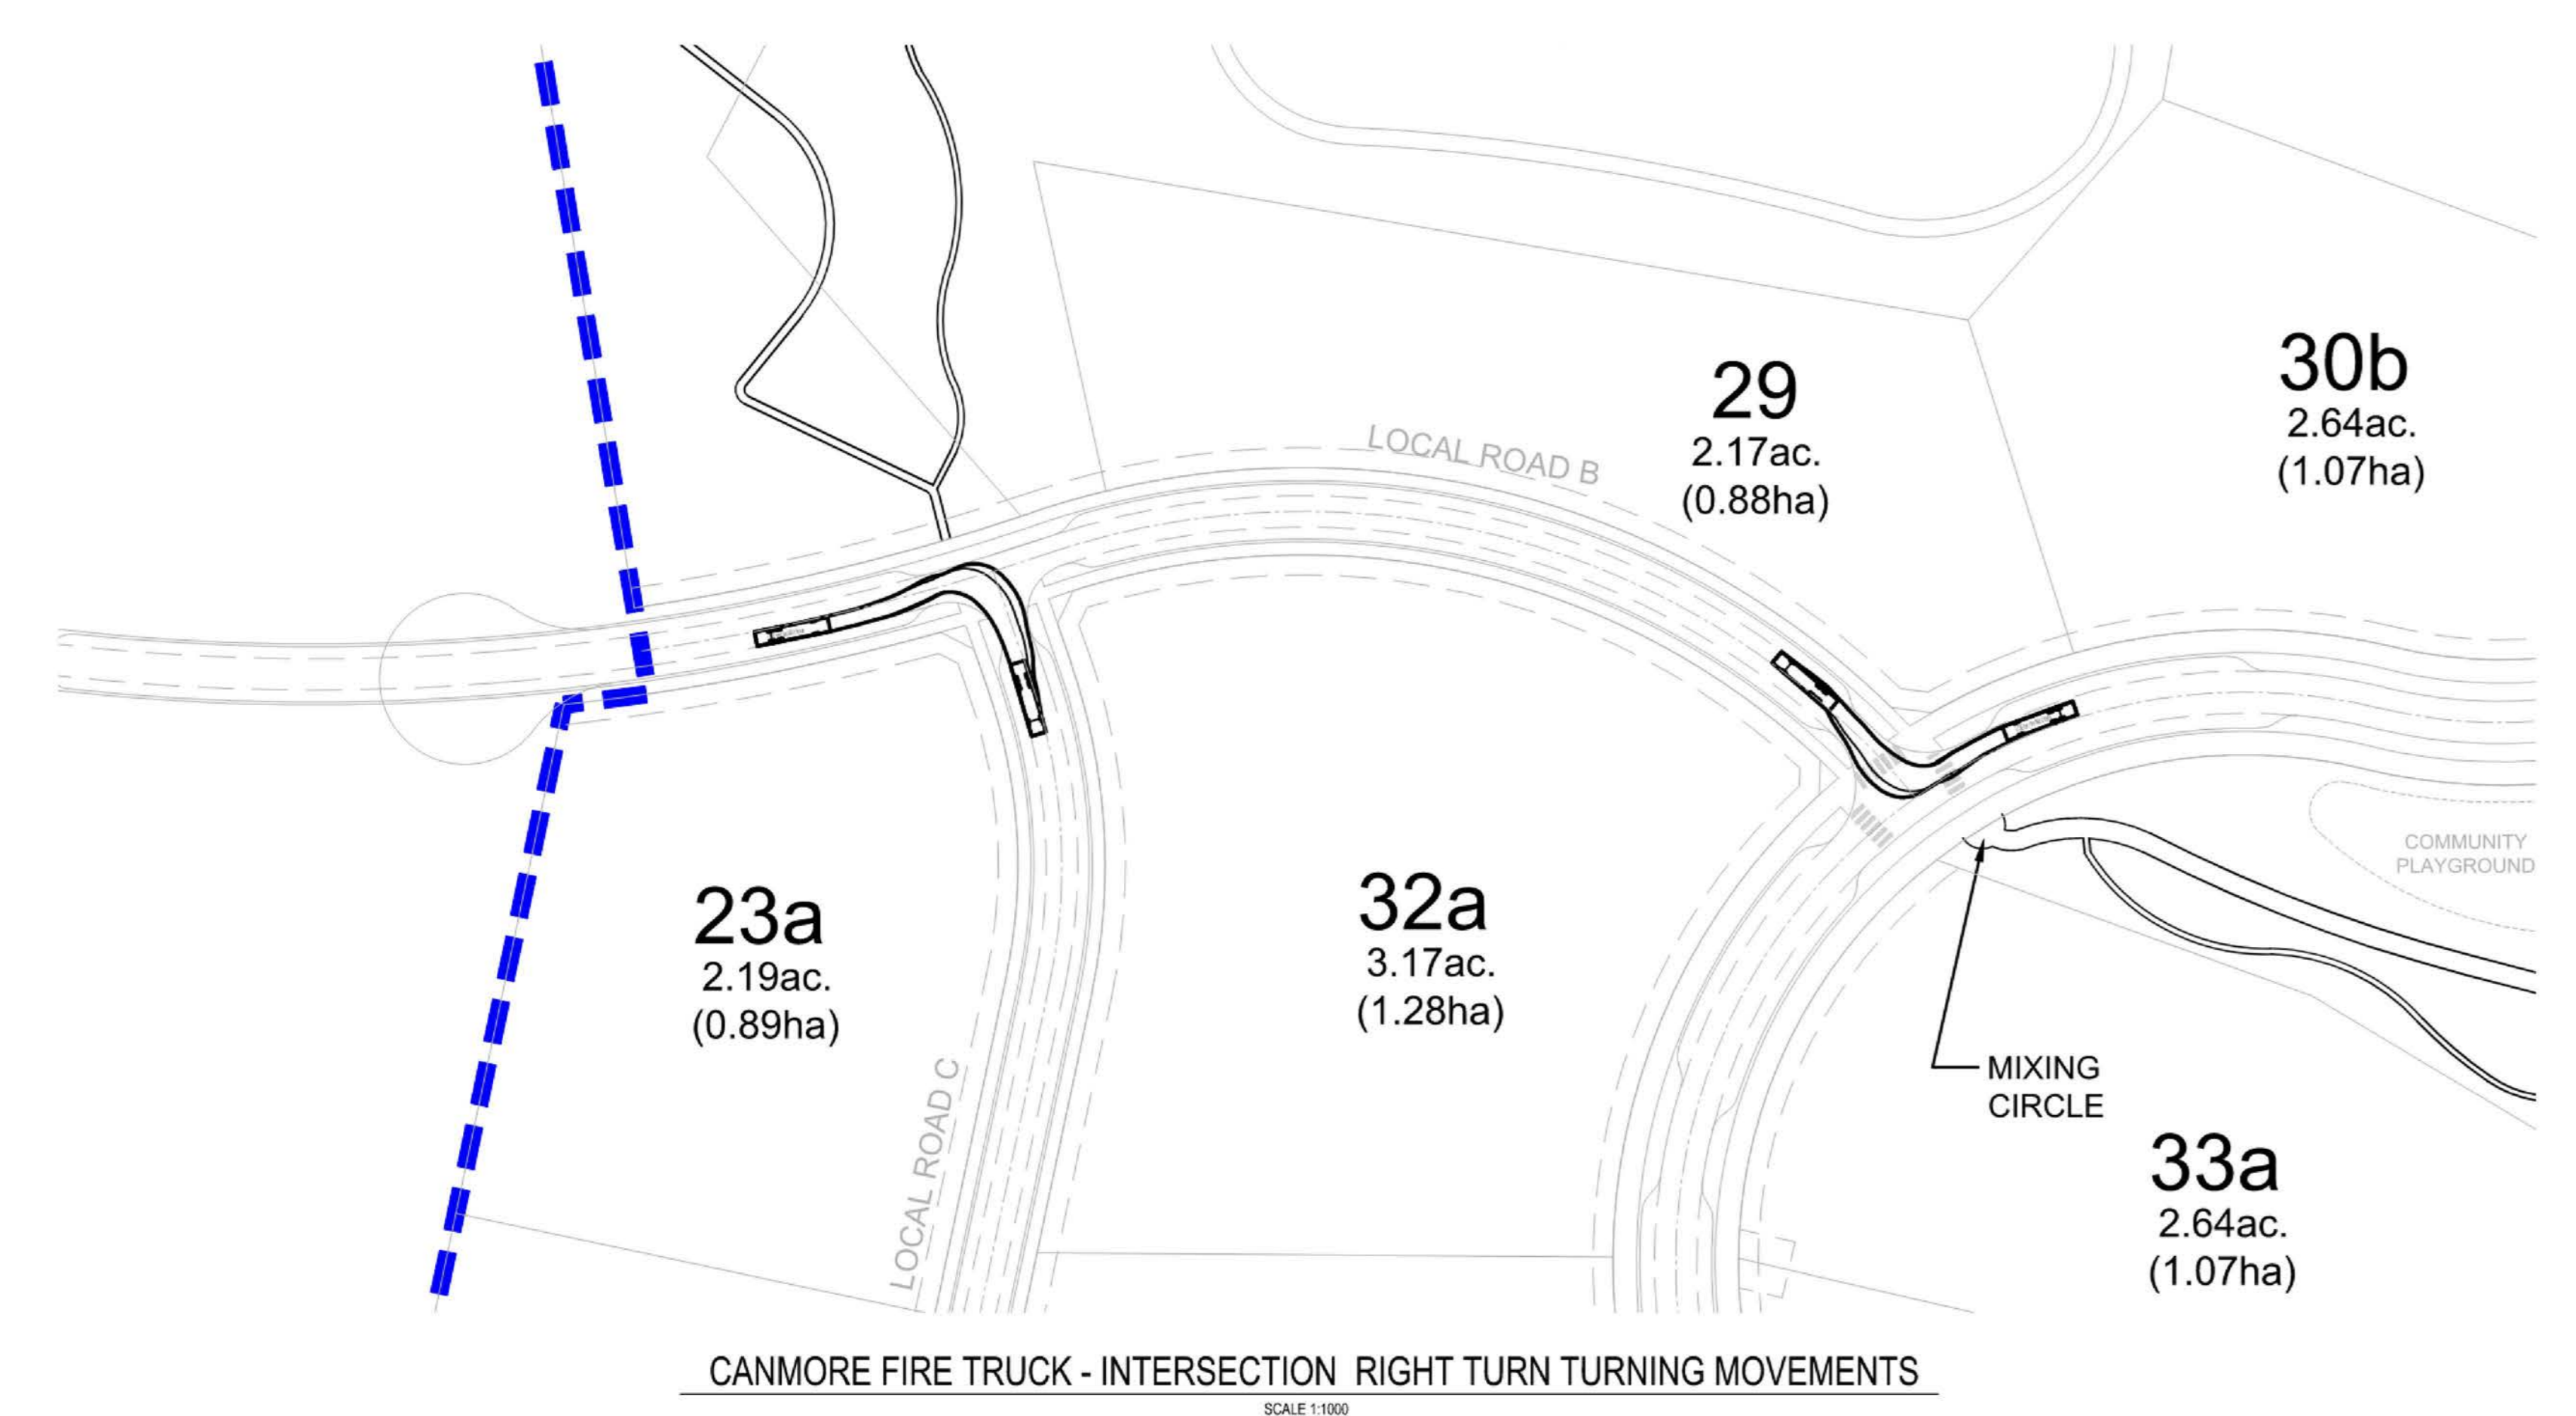 30b
2.64ac.
(1.07ha)
29
2.17ac.
(0.88ha)
LOCAL ROAD B
COMMUNITY
PLAYGROUND
23a
2.19ac.
(0.89ha)
32a
3.17ac.
(1.28ha)
LOCAL ROAD C
MIXING
CIRCLE
33a
2.64ac.
(1.07ha)
CANMORE FIRE TRUCK - INTERSECTION RIGHT TURN TURNING MOVEMENTS
SCALE 1:1000